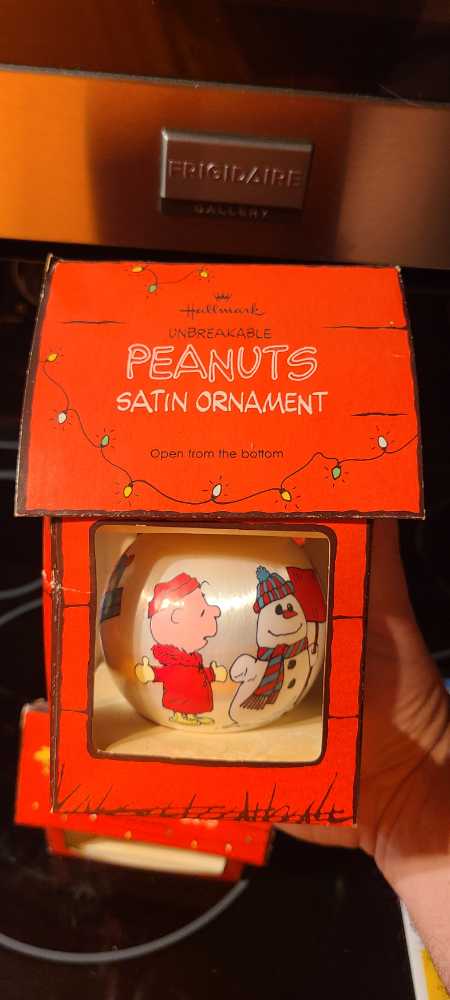 FRIGIDAIRE
GALLERY
Hallmark
UNBREAKABLE
PEANUTS
SATIN ORNAMENT
Open from the bottom